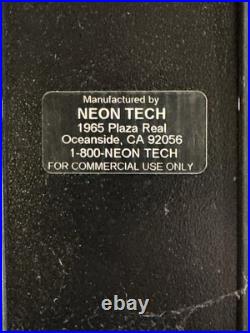 Manufactured by
NEON TECH
1965 Plaza Real
Oceanside, CA 92056
1-800-NEON TECH
FOR COMMERCIAL USE ONLY